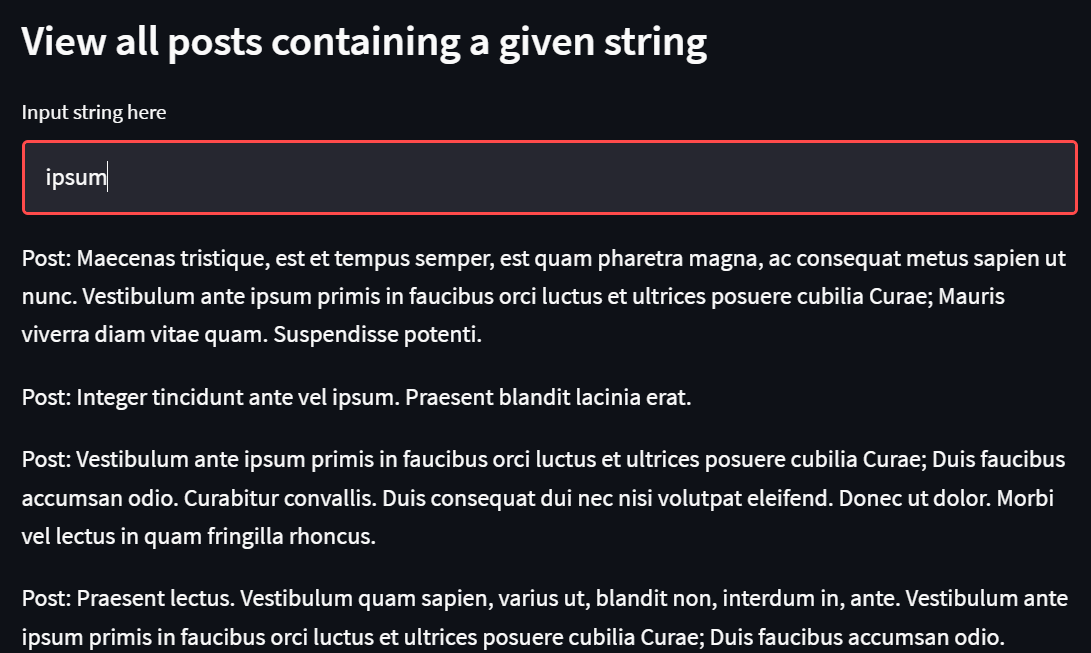 View all posts containing a given string
Input string here
ipsum
Post: Maecenas tristique, est et tempus semper, est quam pharetra magna, ac consequat metus sapien ut
nunc. Vestibulum ante ipsum primis in faucibus orci luctus et ultrices posuere cubilia Curae; Mauris
viverra diam vitae quam. Suspendisse potenti.
Post: Integer tincidunt ante vel ipsum. Praesent blandit lacinia erat.
Post: Vestibulum ante ipsum primis in faucibus orci luctus et ultrices posuere cubilia Curae; Duis faucibus
accumsan odio. Curabitur convallis. Duis consequat dui nec nisi volutpat eleifend. Donec ut dolor. Morbi
vel lectus in quam fringilla rhoncus.
Post: Praesent lectus. Vestibulum quam sapien, varius ut, blandit non, interdum in, ante. Vestibulum ante
ipsum primis in faucibus orci luctus et ultrices posuere cubilia Curae; Duis faucibus accumsan odio.